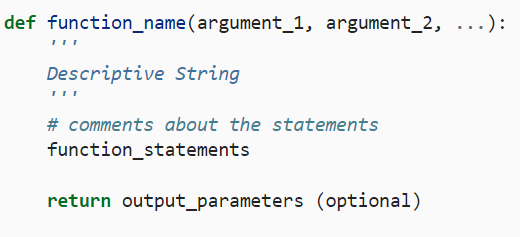 def function_name(argument_1, argument_2, ...):
    '''
    Descriptive String
    '''
    # comments about the statements
    function_statements
    return output_parameters (optional)